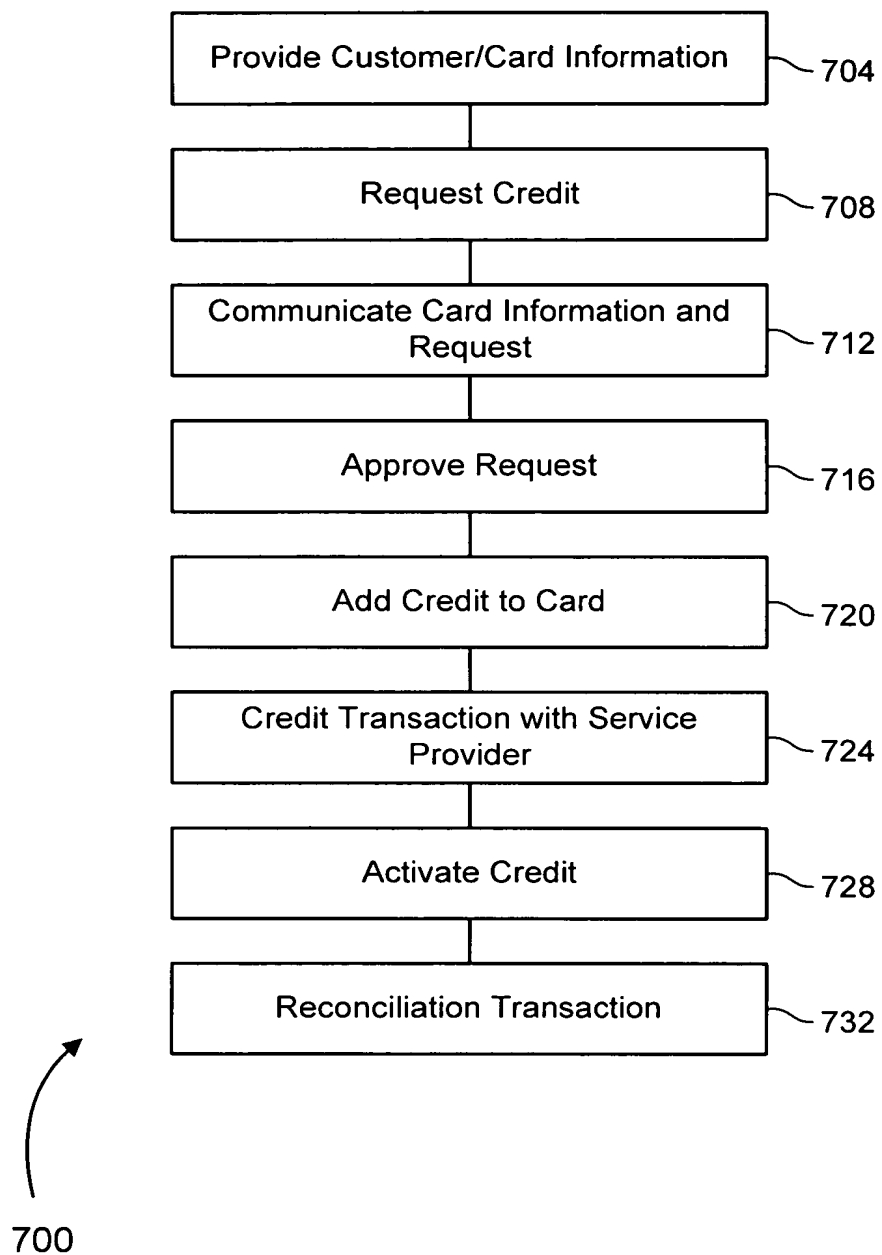 Provide Customer/Card Information
704
Request Credit
708
Communicate Card Information and
Request
712
Approve Request
716
Add Credit to Card
720
Credit Transaction with Service
Provider
724
Activate Credit
728
Reconciliation Transaction
732
700